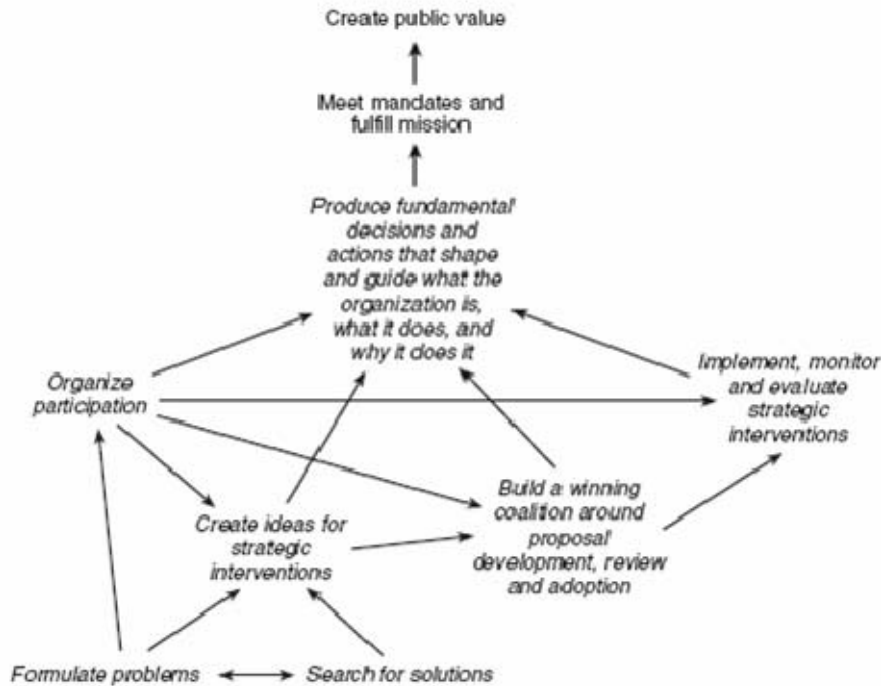 Create public value
Meet mandates and
fulfill mission
Produce fundamental
decisions and
actions that shape
and guide what the
organization is,
what it does, and
why it does it
Organize
participation
Implement, monitor
and evaluate
strategic
interventions
Create ideas for
strategic
interventions
Build a winning
coalition around
proposal
development, review
and adoption
Formulate problems
Search for solutions